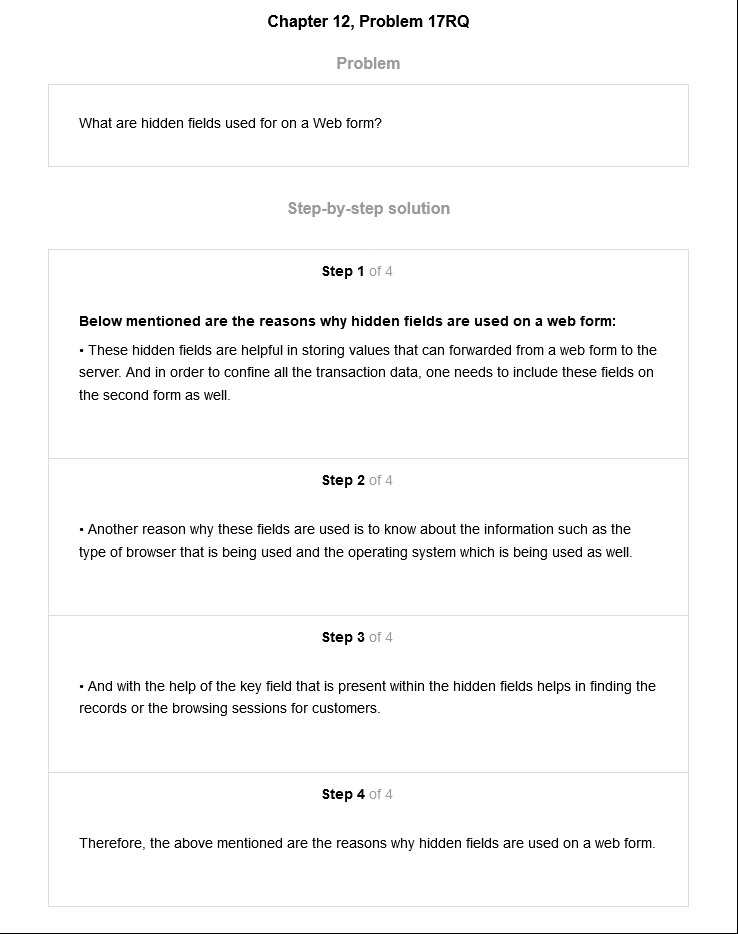 Chapter 12, Problem 17RQ
Problem
What are hidden fields used for on a Web form?
Step-by-step solution
Step 1 of 4
Below mentioned are the reasons why hidden fields are used on a web form:
• These hidden fields are helpful in storing values that can forwarded from a web form to the
server. And in order to confine all the transaction data, one needs to include these fields on
the second form as well.
Step 2 of 4
• Another reason why these fields are used is to know about the information such as the
type of browser that is being used and the operating system which is being used as well.
Step 3 of 4
• And with the help of the key field that is present within the hidden fields helps in finding the
records or the browsing sessions for customers.
Step 4 of 4
Therefore, the above mentioned are the reasons why hidden fields are used on a web form.